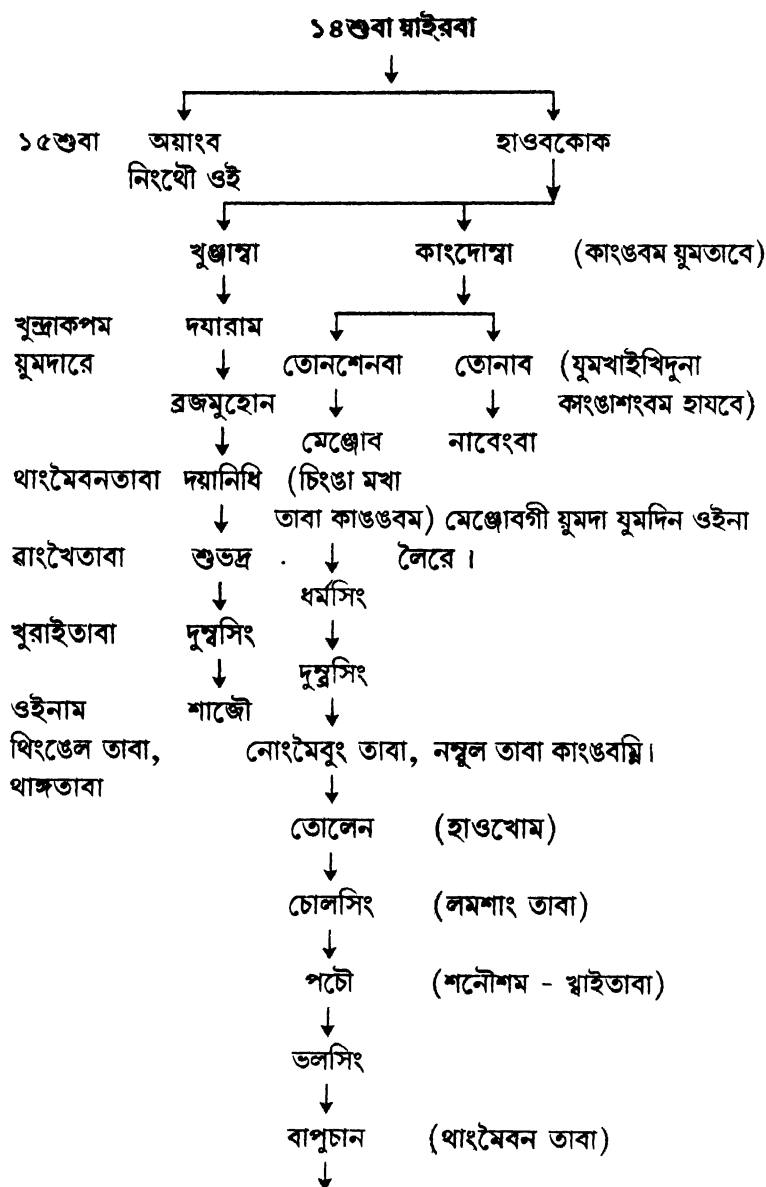 ১৪শুবা য়াইরবা
১৫শুবা অয়াংব হাওবকোক
নিংথৌ ওই
খুঞ্জাম্বা কাংদোম্বা (কাংঙবম য়ুমতাবে)
খুন্দ্রাকপম দযারাম
য়ুমদারে তোনশেনবা তোনাব (যুমখাইখিদুনা
ব্রজমুহোন কাংঙাশংবম হাযবে)
মেঞ্জোব নাবেংবা
থাংমৈবনতাবা দয়ানিধি (চিংঙা মখা
তাবা কাঙঙবম) মেঞ্জোবগী য়ুমদা যুমদিন ওইনা
ৱাংখৈতাবা শুভদ্র লৈরে ।
ধর্মসিং
খুরাইতাবা দুম্বসিং
দুম্ব্রসিং
ওইনাম শাজৌ
থিংঙেল তাবা, নোংমৈবুং তাবা, নম্বুল তাবা কাংঙবম্নি।
থাঙ্গতাবা
তোলেন (হাওখোম)
চোলসিং (লমশাং তাবা)
পচৌ (শনৌশম - খ্বাইতাবা)
ভলসিং
বাপুচান (থাংমৈবন তাবা)